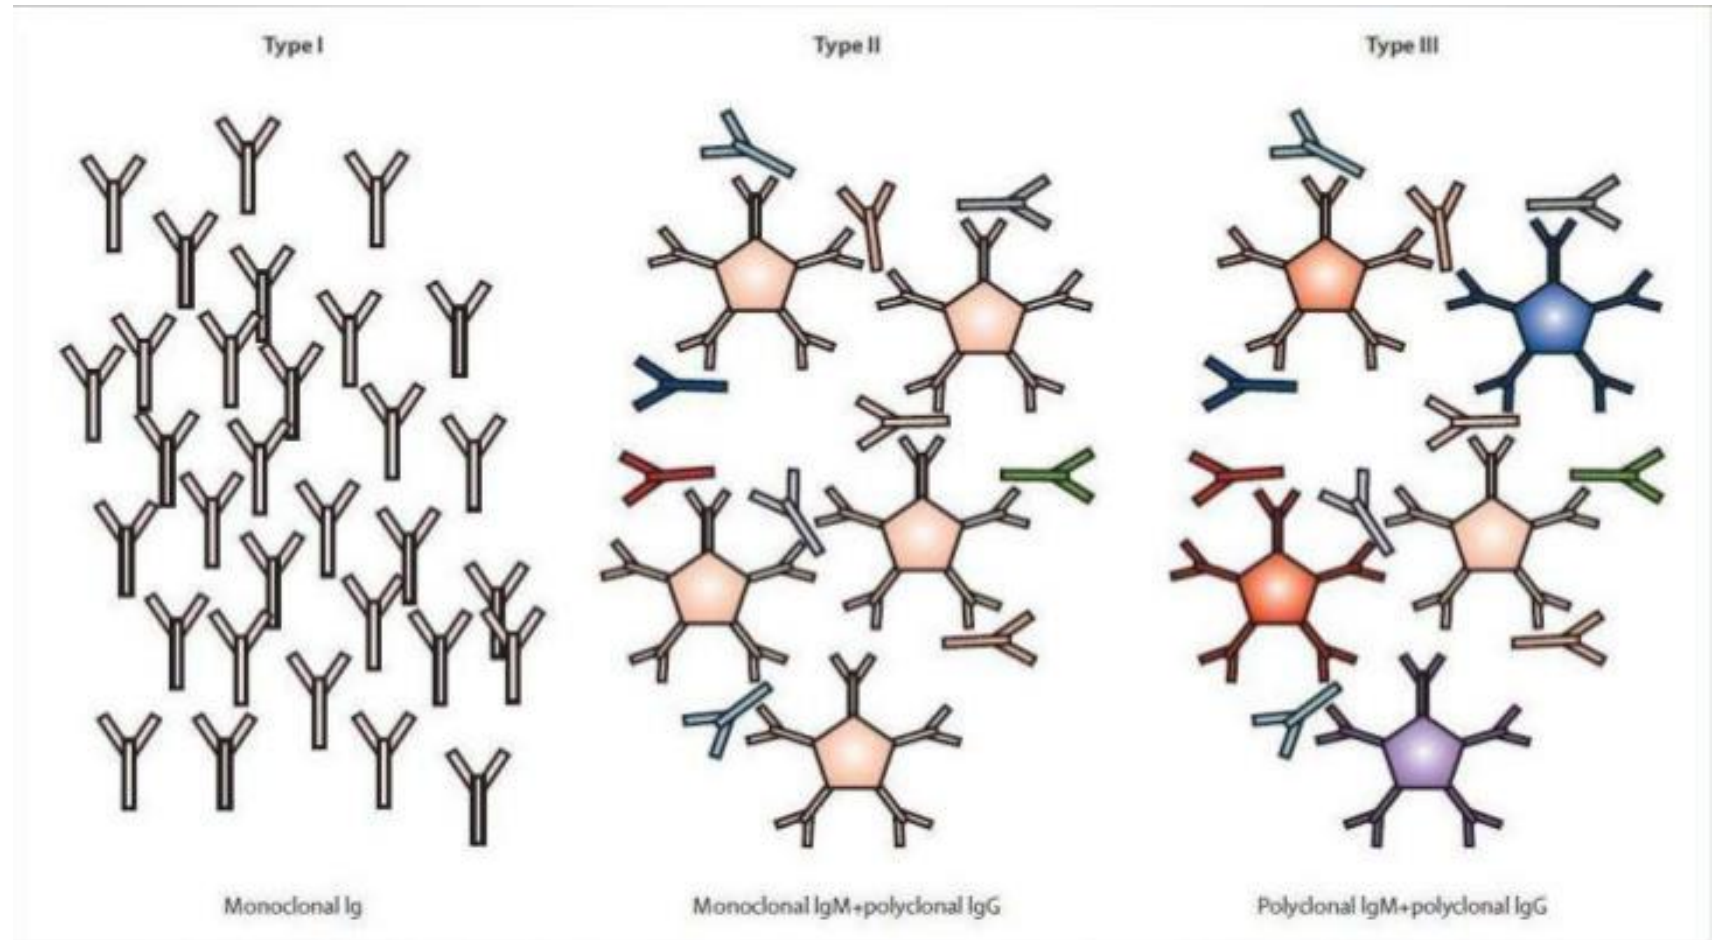 Type I
Type II
Type III
Monoclonal Ig
Monoclonal IgM+polyclonal IgG
Polyclonal IgM+polyclonal IgG